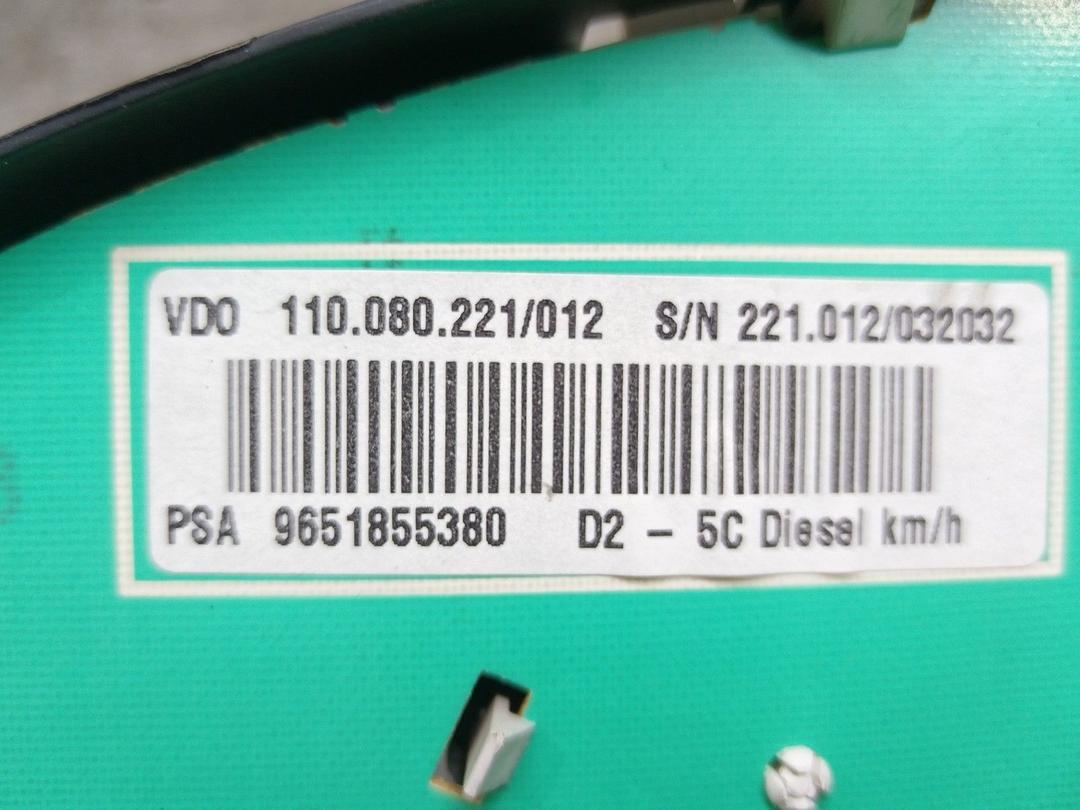 VDO 110.080.221/012 S/N 221.012/032032
PSA 9651855380 D2 - 5C Diesel km/h